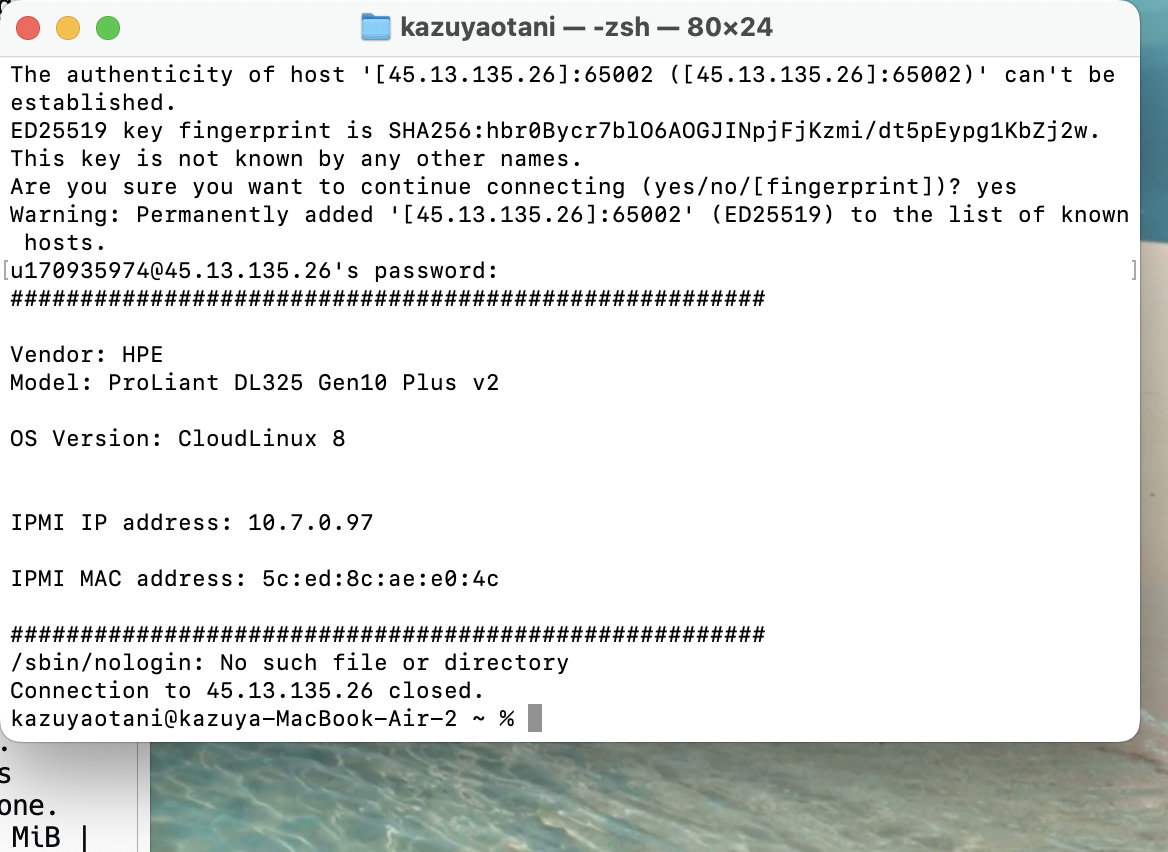 kazuyaotani — -zsh — 80×24
The authenticity of host '[45.13.135.26]:65002 ([45.13.135.26]:65002)' can't be
established.
ED25519 key fingerprint is SHA256:hbr0Bycr7blO6AOGJINpjFjKzmi/dt5pEypg1KbZj2w.
This key is not known by any other names.
Are you sure you want to continue connecting (yes/no/[fingerprint])? yes
Warning: Permanently added '[45.13.135.26]:65002' (ED25519) to the list of known
hosts.
[u170935974@45.13.135.26's password: ]
######################################################
Vendor: HPE
Model: ProLiant DL325 Gen10 Plus v2
OS Version: CloudLinux 8
IPMI IP address: 10.7.0.97
IPMI MAC address: 5c:ed:8c:ae:e0:4c
######################################################
/sbin/nologin: No such file or directory
Connection to 45.13.135.26 closed.
kazuyaotani@kazuya-MacBook-Air-2 ~ %
s
one.
MiB |